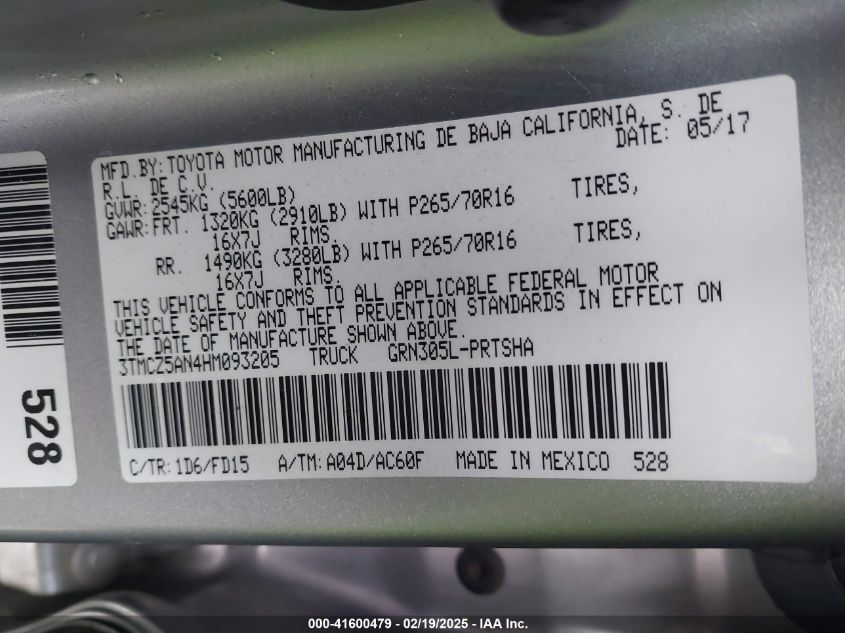 MFD.BY:TOYOTA MOTOR MANUFACTURING DE BAJA CALIFORNIA, S. DE
R.L. DE C.V. DATE: 05/17
GVWR:2545KG (5600LB)
GAWR:FRT. 1320KG (2910LB) WITH P265/70R16 TIRES,
16X7J RIMS,
RR. 1490KG (3280LB) WITH P265/70R16 TIRES,
16X7J RIMS.
THIS VEHICLE CONFORMS TO ALL APPLICABLE FEDERAL MOTOR
VEHICLE SAFETY AND THEFT PREVENTION STANDARDS IN EFFECT ON
THE DATE OF MANUFACTURE SHOWN ABOVE.
3TMCZ5AN4HM093205 TRUCK GRN305L-PRTSHA
C/TR:1D6/FD15 A/TM:A04D/AC60F MADE IN MEXICO 528
528
000-41600479 - 02/19/2025 - IAA Inc.